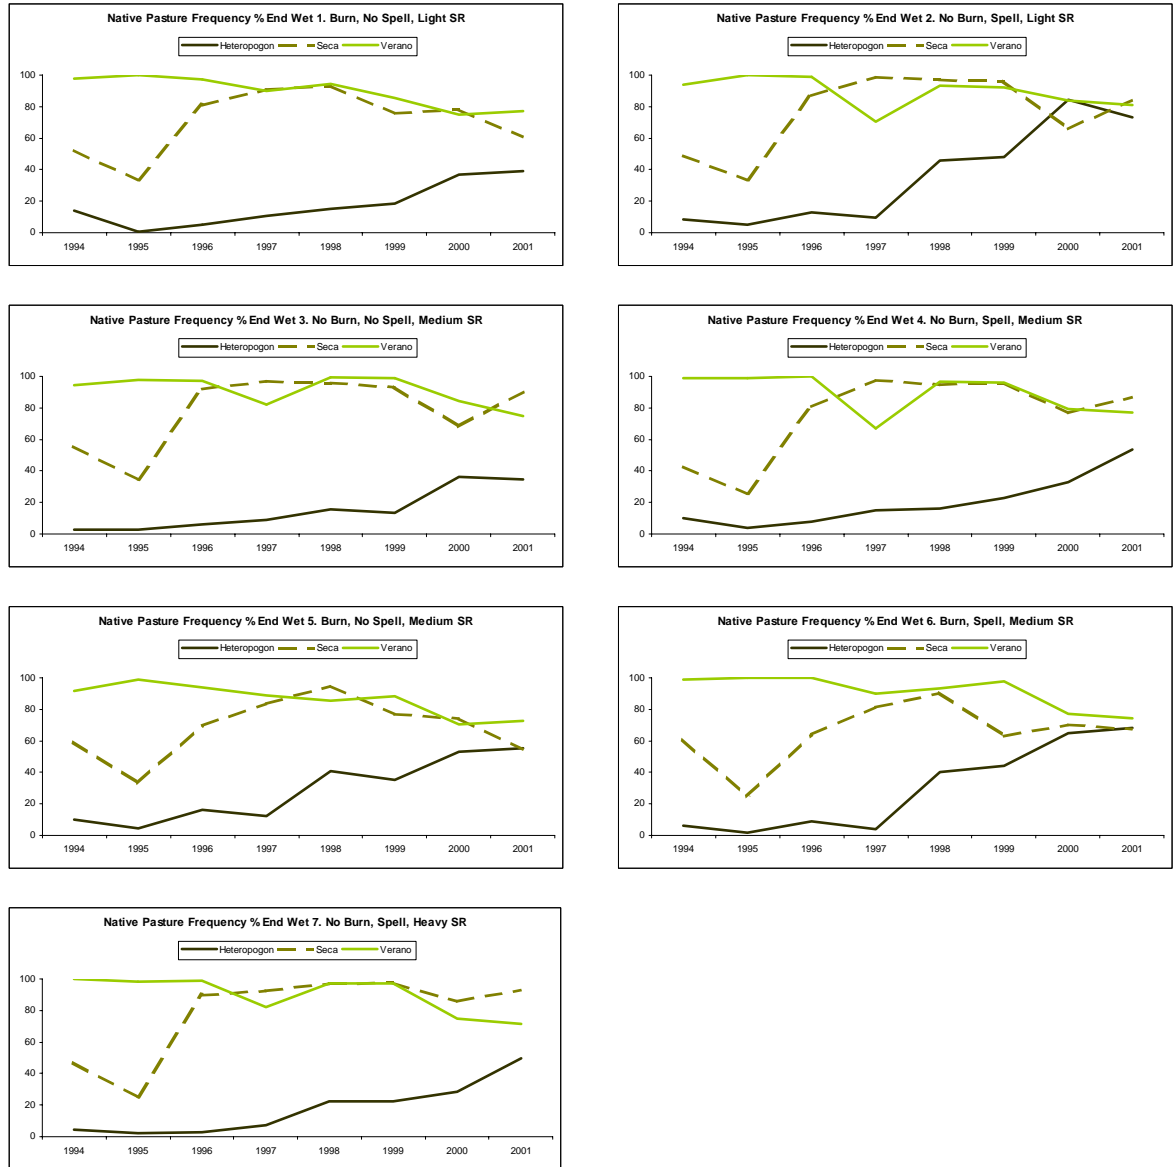 Native Pasture Frequency % End Wet 1. Burn, No Spell, Light SR
Heteropogon Seca Verano
100
80
60
40
20
0
1994 1995 1996 1997 1998 1999 2000 2001
Native Pasture Frequency % End Wet 2. No Burn, Spell, Light SR
Heteropogon Seca Verano
100
80
60
40
20
0
1994 1995 1996 1997 1998 1999 2000 2001
Native Pasture Frequency % End Wet 3. No Burn, No Spell, Medium SR
Heteropogon Seca Verano
100
80
60
40
20
0
1994 1995 1996 1997 1998 1999 2000 2001
Native Pasture Frequency % End Wet 4. No Burn, Spell, Medium SR
Heteropogon Seca Verano
100
80
60
40
20
0
1994 1995 1996 1997 1998 1999 2000 2001
Native Pasture Frequency % End Wet 5. Burn, No Spell, Medium SR
Heteropogon Seca Verano
100
80
60
40
20
0
1994 1995 1996 1997 1998 1999 2000 2001
Native Pasture Frequency % End Wet 6. Burn, Spell, Medium SR
Heteropogon Seca Verano
100
80
60
40
20
0
1994 1995 1996 1997 1998 1999 2000 2001
Native Pasture Frequency % End Wet 7. No Burn, Spell, Heavy SR
Heteropogon Seca Verano
100
80
60
40
20
0
1994 1995 1996 1997 1998 1999 2000 2001